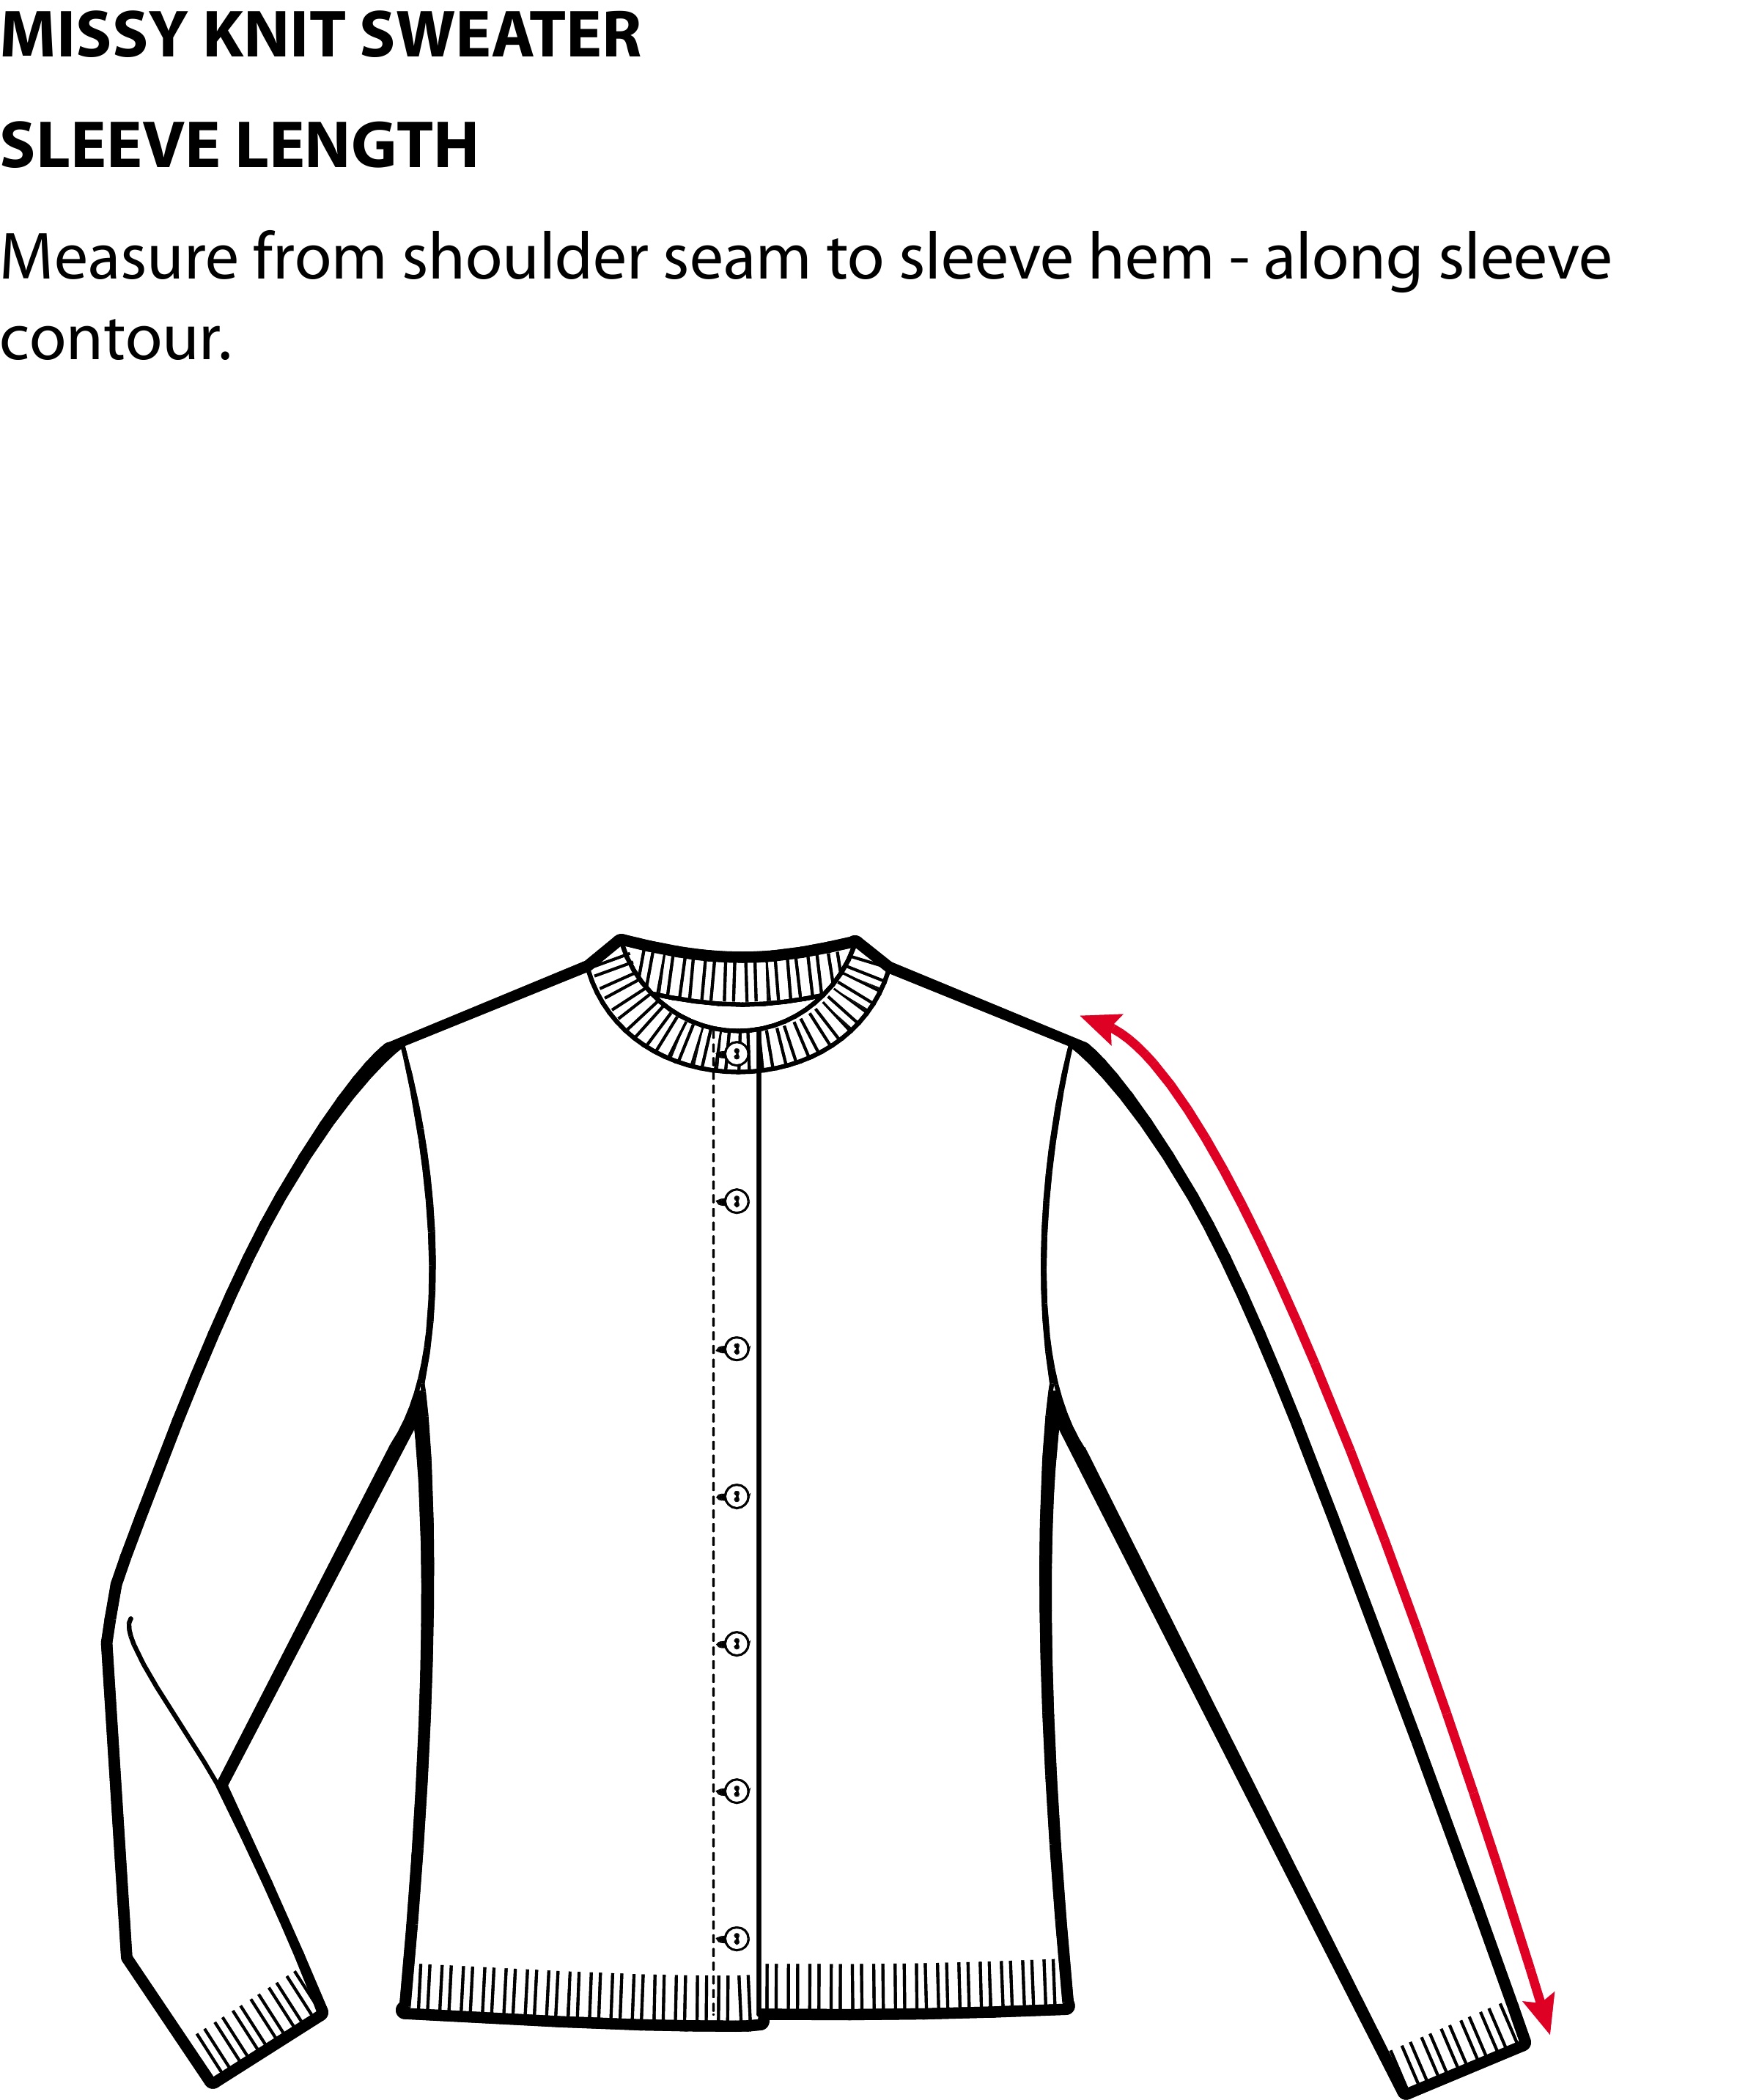 MISSY KNIT SWEATER
SLEEVE LENGTH
Measure from shoulder seam to sleeve hem - along sleeve
contour.